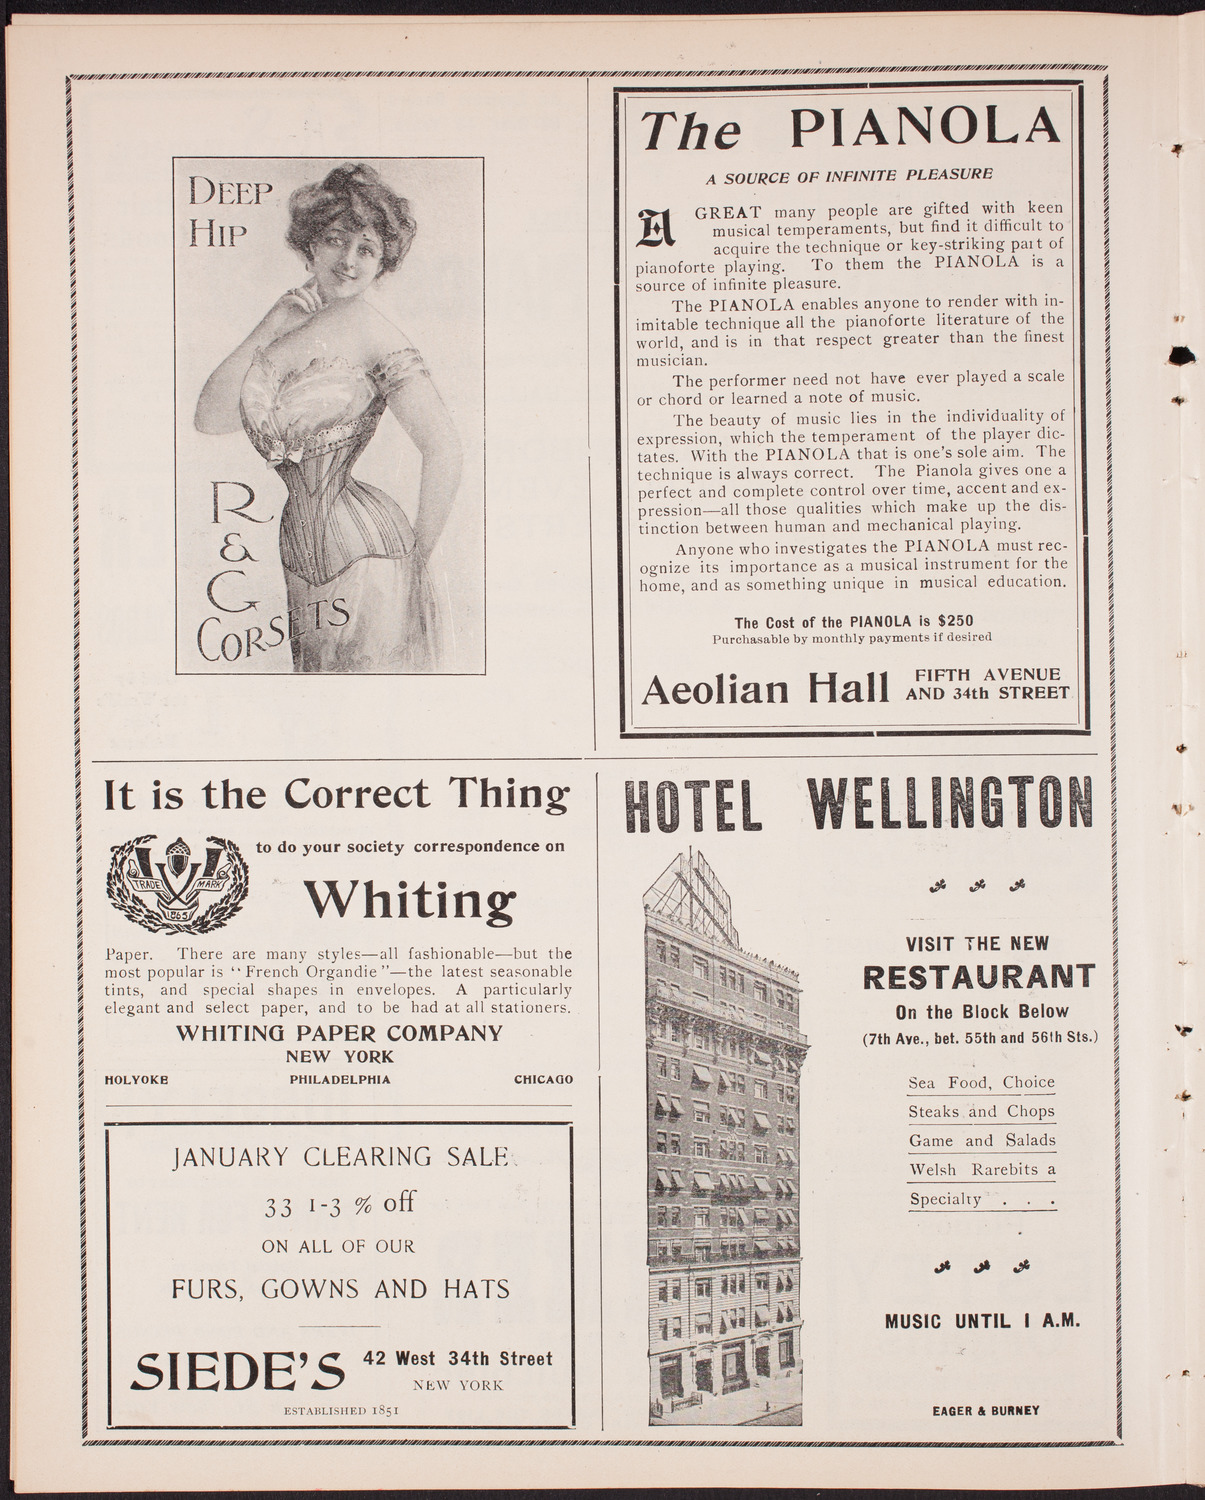 DEEP
HIP
R
&
G
CORSETS
The PIANOLA
A SOURCE OF INFINITE PLEASURE
A GREAT many people are gifted with keen
musical temperaments, but find it difficult to
acquire the technique or key-striking part of
pianoforte playing. To them the PIANOLA is a
source of infinite pleasure.
The PIANOLA enables anyone to render with in-
imitable technique all the pianoforte literature of the
world, and is in that respect greater than the finest
musician.
The performer need not have ever played a scale
or chord or learned a note of music.
The beauty of music lies in the individuality of
expression, which the temperament of the player dic-
tates. With the PIANOLA that is one's sole aim. The
technique is always correct. The Pianola gives one a
perfect and complete control over time, accent and ex-
pression—all those qualities which make up the dis-
tinction between human and mechanical playing.
Anyone who investigates the PIANOLA must rec-
ognize its importance as a musical instrument for the
home, and as something unique in musical education.
The Cost of the PIANOLA is $250
Purchasable by monthly payments if desired
Aeolian Hall FIFTH AVENUE
AND 34th STREET
It is the Correct Thing
to do your society correspondence on
W
TRADE MARK
1865
Whiting
Paper. There are many styles—all fashionable—but the
most popular is "French Organdie"—the latest seasonable
tints, and special shapes in envelopes. A particularly
elegant and select paper, and to be had at all stationers.
WHITING PAPER COMPANY
NEW YORK
HOLYOKE PHILADELPHIA CHICAGO
JANUARY CLEARING SALE
33 1-3 % off
ON ALL OF OUR
FURS, GOWNS AND HATS
SIEDE'S 42 West 34th Street
NEW YORK
ESTABLISHED 1851
HOTEL WELLINGTON
VISIT THE NEW
RESTAURANT
On the Block Below
(7th Ave., bet. 55th and 56th Sts.)
Sea Food, Choice
Steaks and Chops
Game and Salads
Welsh Rarebits a
Specialty . . .
MUSIC UNTIL 1 A.M.
EAGER & BURNEY